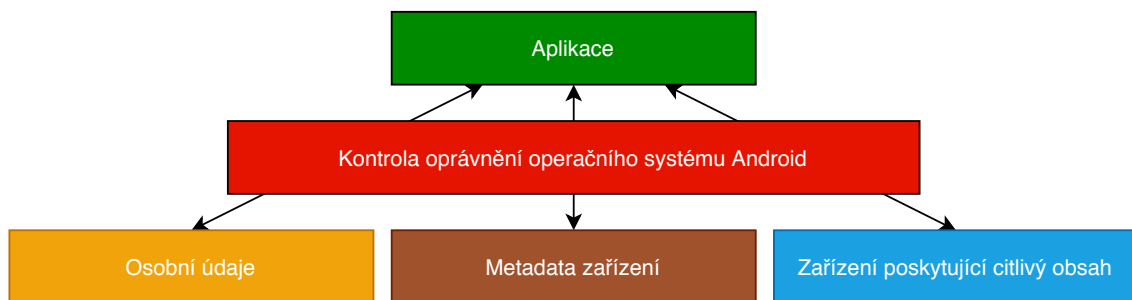 Aplikace
Kontrola oprávnění operačního systému Android
Osobní údaje
Metadata zařízení
Zařízení poskytující citlivý obsah